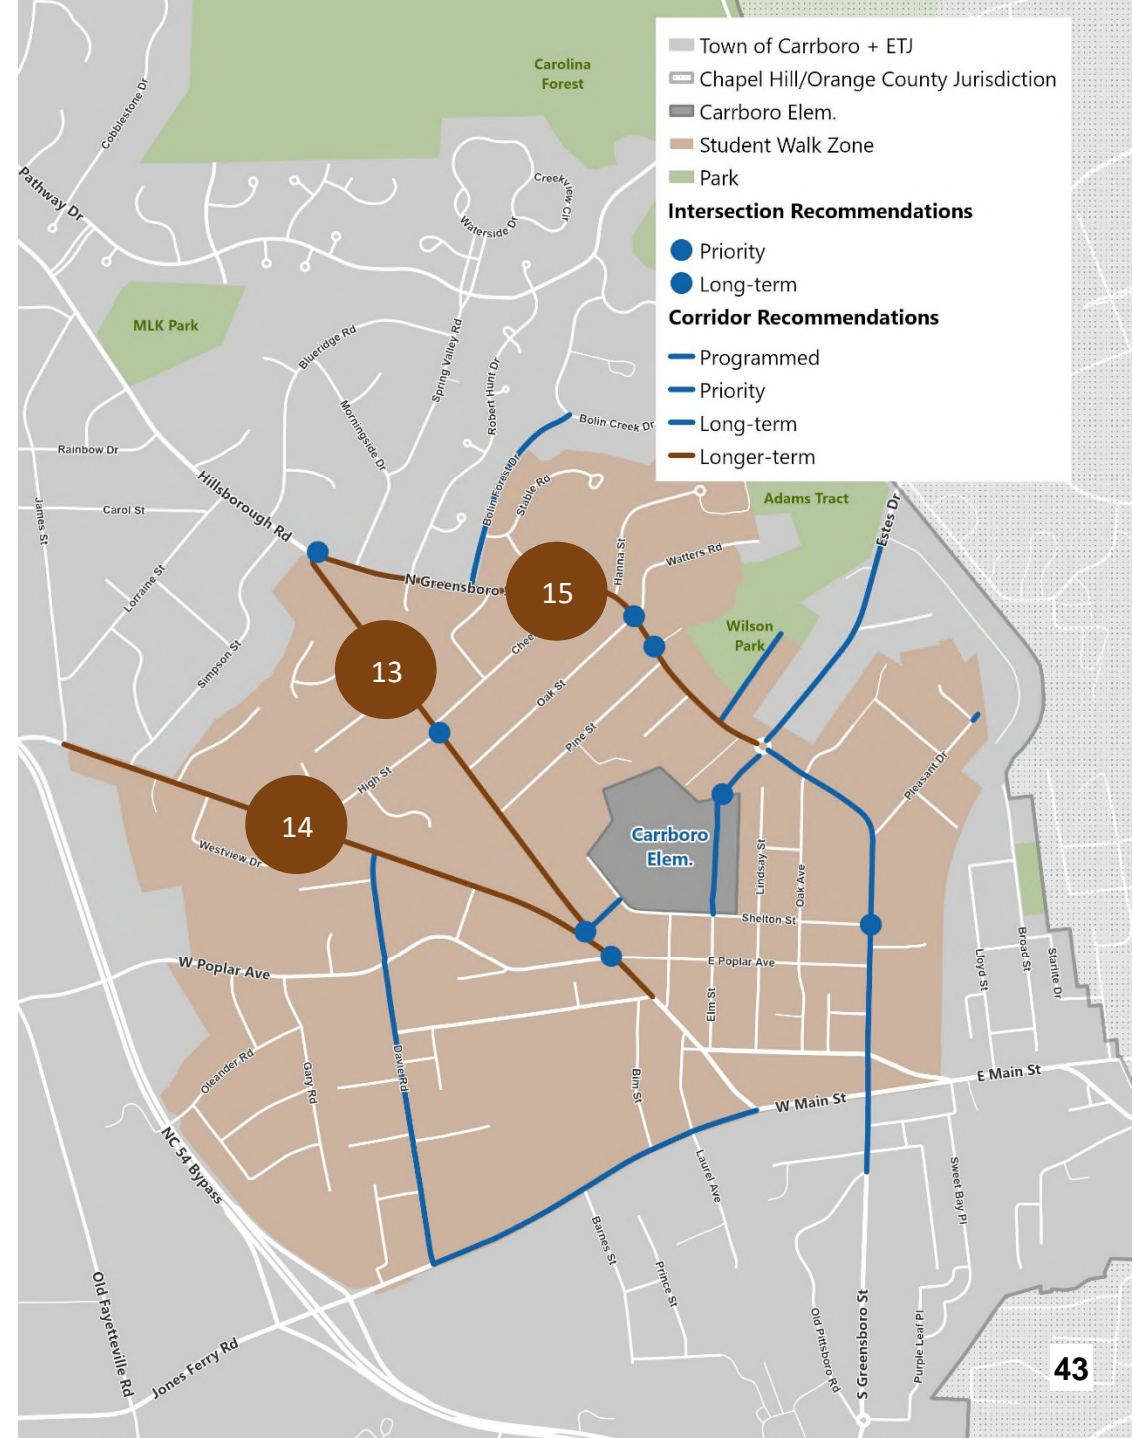 Carolina
Forest
Town of Carrboro + ETJ
Chapel Hill/Orange County Jurisdiction
Carrboro Elem.
Student Walk Zone
Park
Intersection Recommendations
Priority
Long-term
Corridor Recommendations
Programmed
Priority
Long-term
Longer-term
Cobblestone Dr
Pathway Dr
Creekview Cir
Waterside Dr
MLK Park
Blueridge Rd
Spring Valley Rd
Robert Hunt Dr
Morningside Dr
Bolin Creek Dr
Rainbow Dr
Bolin Forest Dr
Stable Rd
Hillsborough Rd
James St
Carol St
Adams Tract
Estes Dr
Hanna St
Watters Rd
N Greensboro
15
Lorraine St
Simpson St
Chee
Wilson
Park
13
Oak St
Pine St
High St
Pleasant Dr
14
Westview Dr
Carrboro
Elem.
Lindsay St
Oak Ave
Shelton St
W Poplar Ave
E Poplar Ave
Elm St
Lloyd St
Broad St
Starlite Dr
Oleander Rd
Gary Rd
Davie Rd
Bim St
E Main St
W Main St
NC 54 Bypass
Laurel Ave
Sweet Bay Pl
Barnes St
Prince St
Old Fayetteville Rd
Jones Ferry Rd
Old Pittsboro Rd
S Greensboro St
Purple Leaf Pl
43